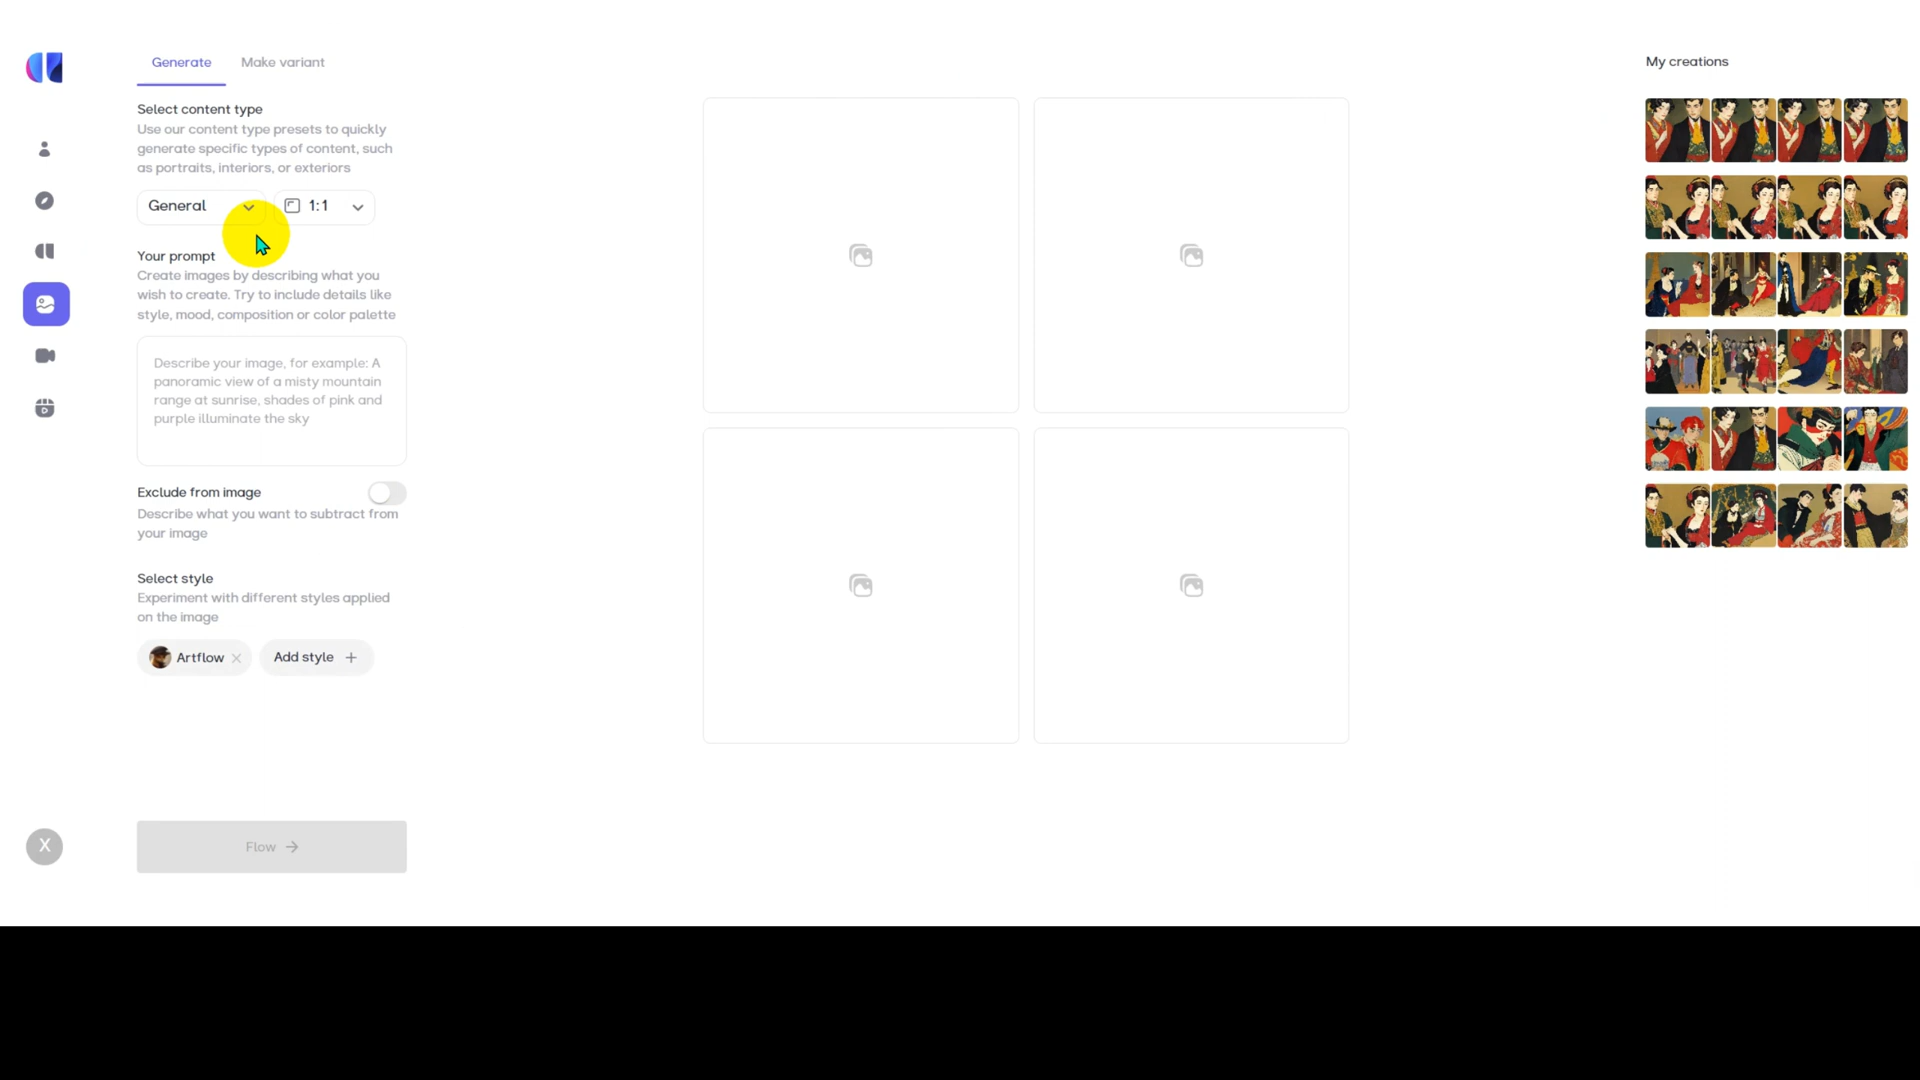 Generate
Make variant
My creations
Select content type
Use our content type presets to quickly
generate specific types of content, such
as portraits, interiors, or exteriors
General
1:1
Your prompt
Create images by describing what you
wish to create. Try to include details like
style, mood, composition or color palette
Describe your image, for example: A
panoramic view of a misty mountain
range at sunrise, shades of pink and
purple illuminate the sky
Exclude from image
Describe what you want to subtract from
your image
Select style
Experiment with different styles applied
on the image
Artflow
Add style
X
Flow